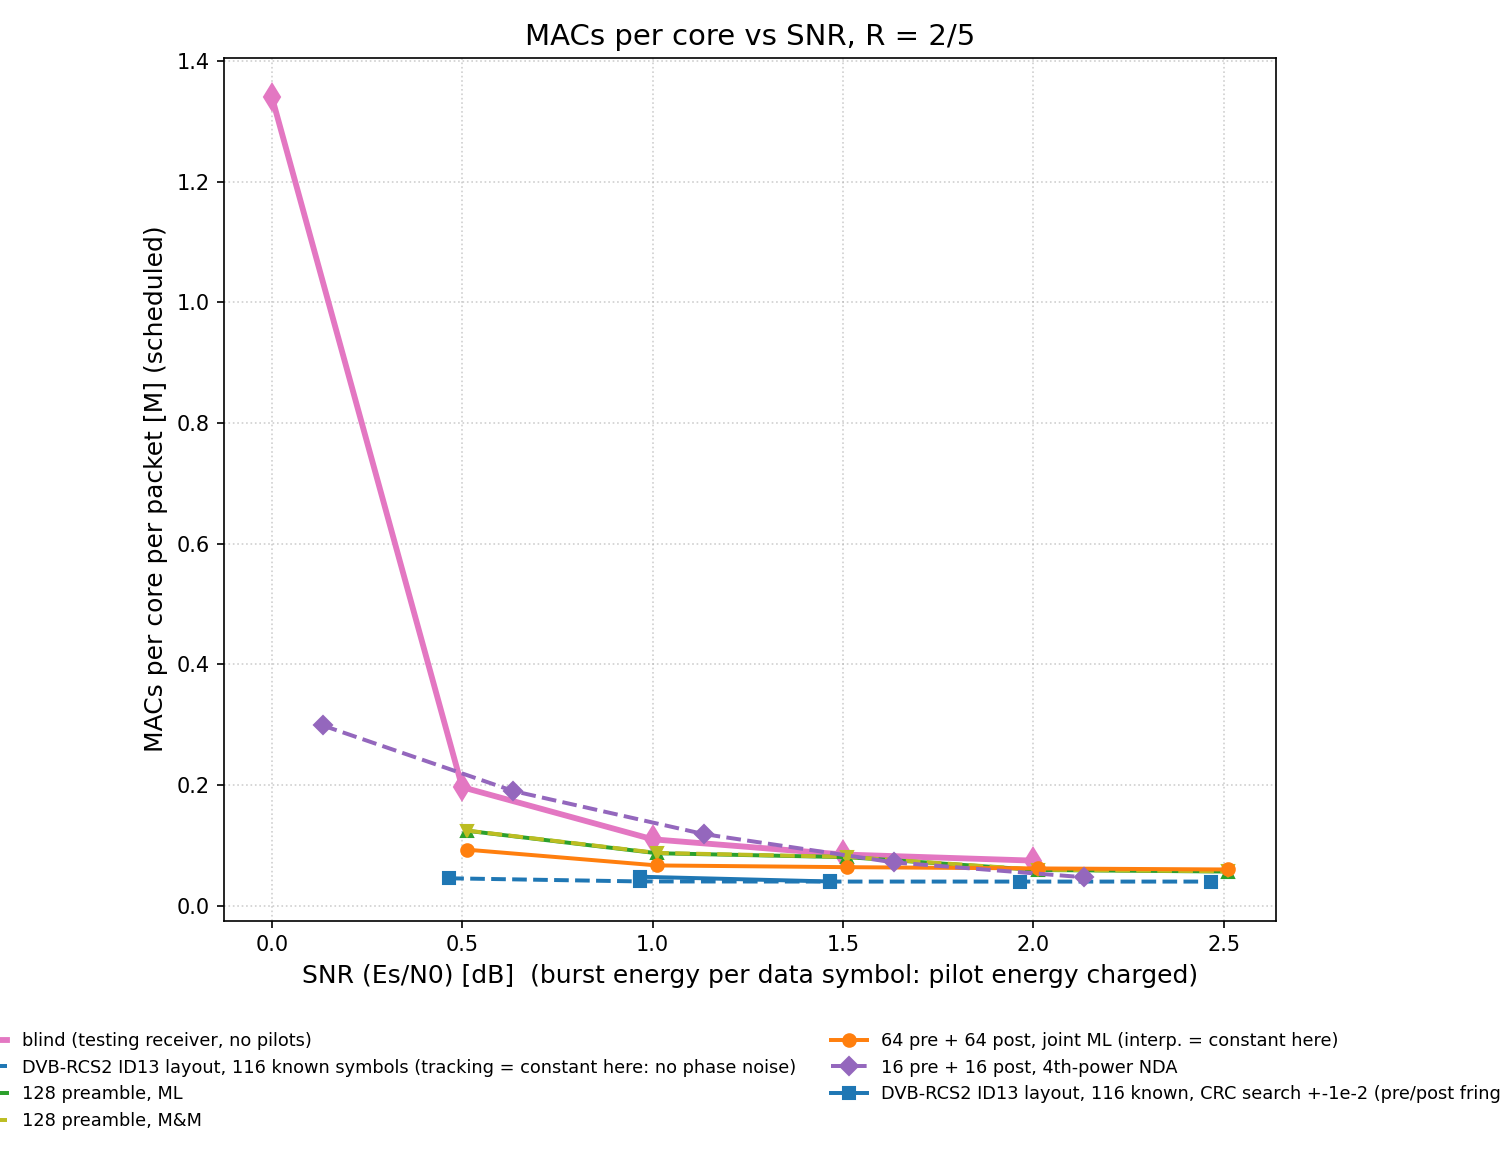 MACs per core vs SNR, R = 2/5
MACs per core per packet [M] (scheduled)
1.4
1.2
1.0
0.8
0.6
0.4
0.2
0.0
0.0 0.5 1.0 1.5 2.0 2.5
SNR (Es/N0) [dB]  (burst energy per data symbol: pilot energy charged)
blind (testing receiver, no pilots)
DVB-RCS2 ID13 layout, 116 known symbols (tracking = constant here: no phase noise)
128 preamble, ML
128 preamble, M&M
64 pre + 64 post, joint ML (interp. = constant here)
16 pre + 16 post, 4th-power NDA
DVB-RCS2 ID13 layout, 116 known, CRC search +-1e-2 (pre/post fring